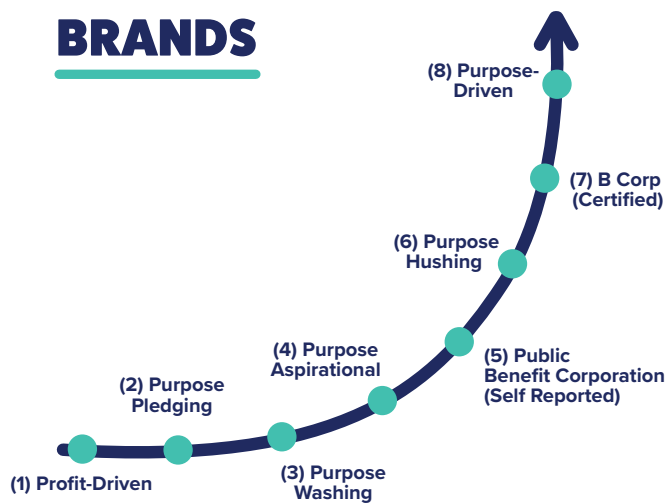 BRANDS
(8) Purpose-
Driven
(7) B Corp
(Certified)
(6) Purpose
Hushing
(5) Public
Benefit Corporation
(Self Reported)
(4) Purpose
Aspirational
(2) Purpose
Pledging
(3) Purpose
Washing
(1) Profit-Driven